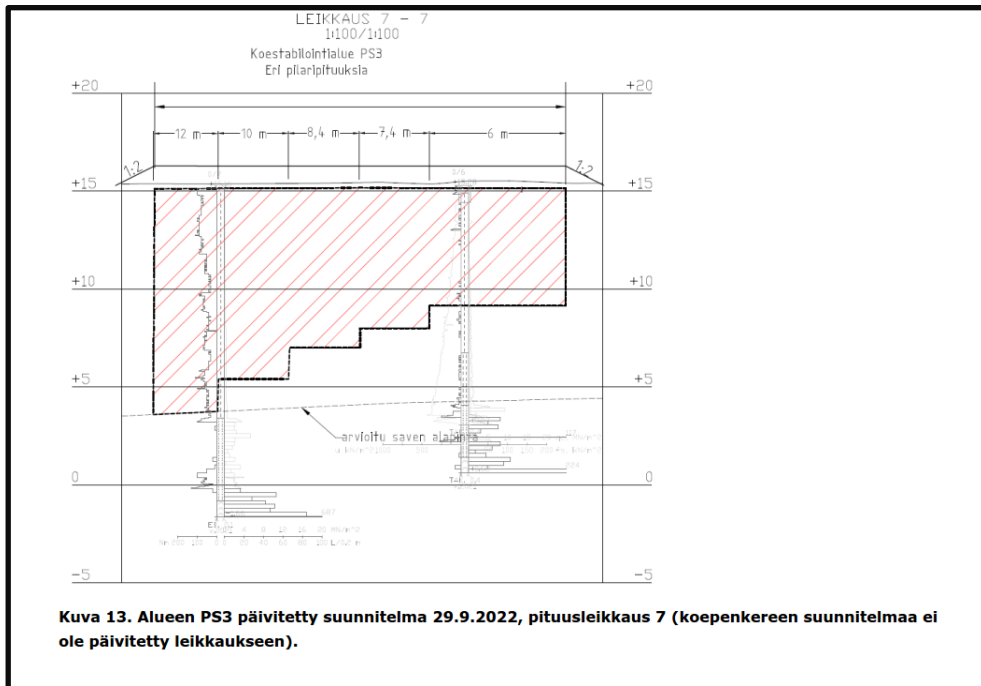 LEIKKAUS 7 - 7
1:100/1:100
Koestabilointialue PS3
Eri pilaripituuksia
+20 +20
12 m 10 m 8,4 m 7,4 m 6 m
1:2 1:2
+15 +15
+10 +10
+5 +5
arvioitu saven alapinta
0 0
-5 -5
Kuva 13. Alueen PS3 päivitetty suunnitelma 29.9.2022, pituusleikkaus 7 (koepenkereen suunnitelmaa ei
ole päivitetty leikkaukseen).